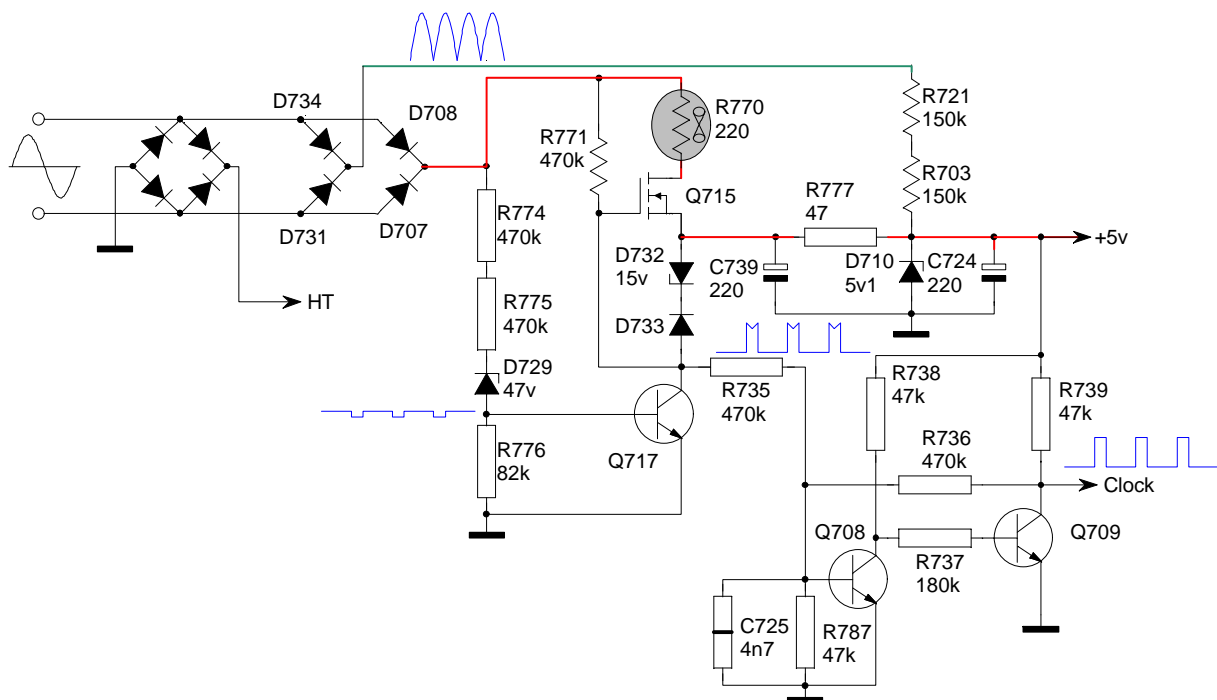 D734
D708
R721
150k
R770
220
R771
470k
R703
150k
Q715
R777
47
D731
D707
R774
470k
+5v
D732
15v
C739
220
D710
5v1
C724
220
HT
R775
470k
D733
D729
47v
R735
470k
R738
47k
R739
47k
R776
82k
Q717
R736
470k
Clock
Q708
Q709
R737
180k
C725
4n7
R787
47k